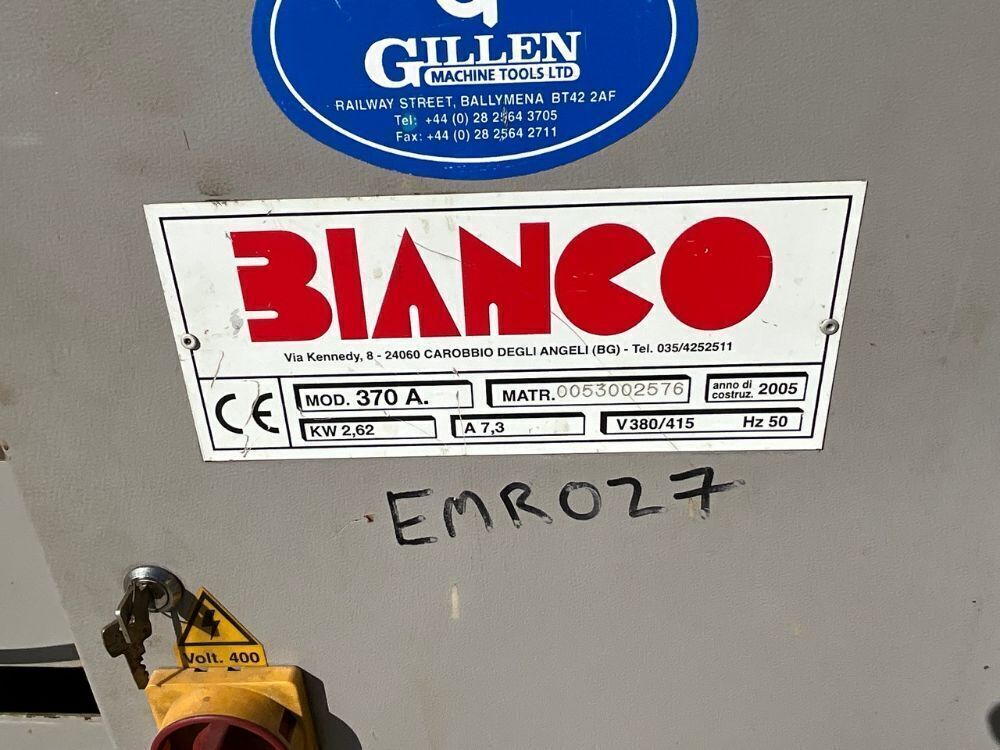 GILLEN
MACHINE TOOLS LTD
RAILWAY STREET, BALLYMENA BT42 2AF
Tel: +44 (0) 28 2564 3705
Fax: +44 (0) 28 2564 2711
BIANCO
Via Kennedy, 8 - 24060 CAROBBIO DEGLI ANGELI (BG) - Tel. 035/4252511
CE
MOD. 370 A.
MATR. 0053002576
anno di
costruz. 2005
KW 2,62
A 7,3
V 380/415 Hz 50
EMR027
Volt. 400